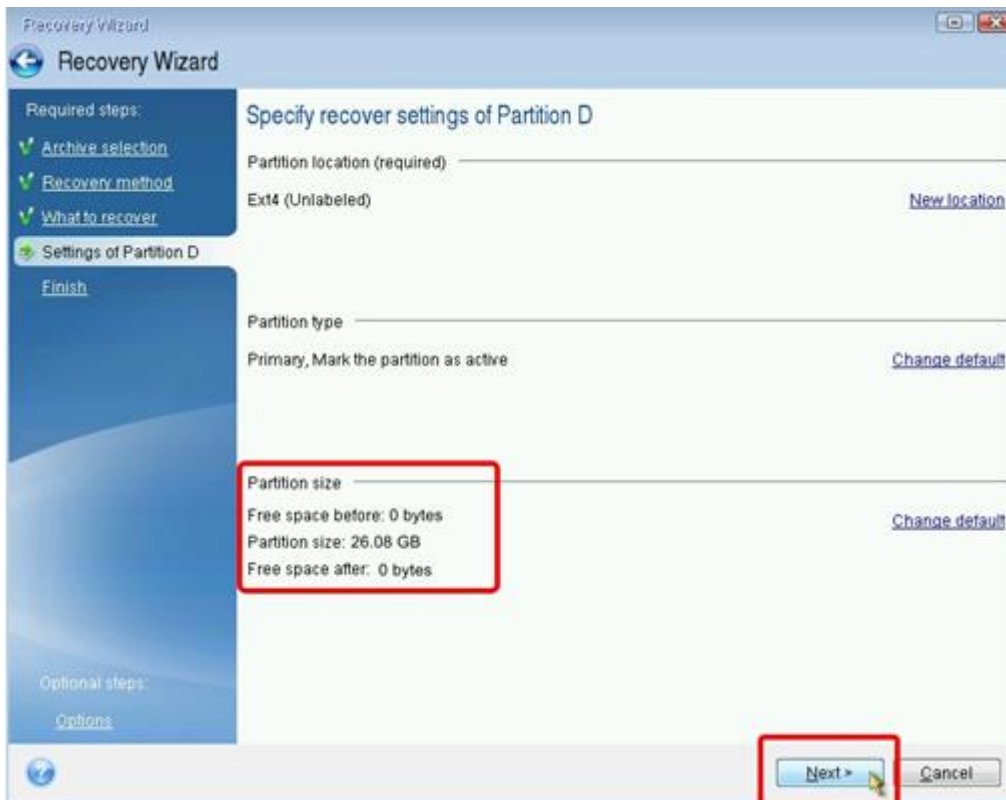 Recovery Wizard
Recovery Wizard
Required steps:
Archive selection
Recovery method
What to recover
Settings of Partition D
Finish
Specify recover settings of Partition D
Partition location (required)
Ext4 (Unlabeled)
New location
Partition type
Primary, Mark the partition as active
Change default
Partition size
Free space before: 0 bytes
Partition size: 26.08 GB
Free space after: 0 bytes
Change default
Optional steps:
Options
Next >
Cancel